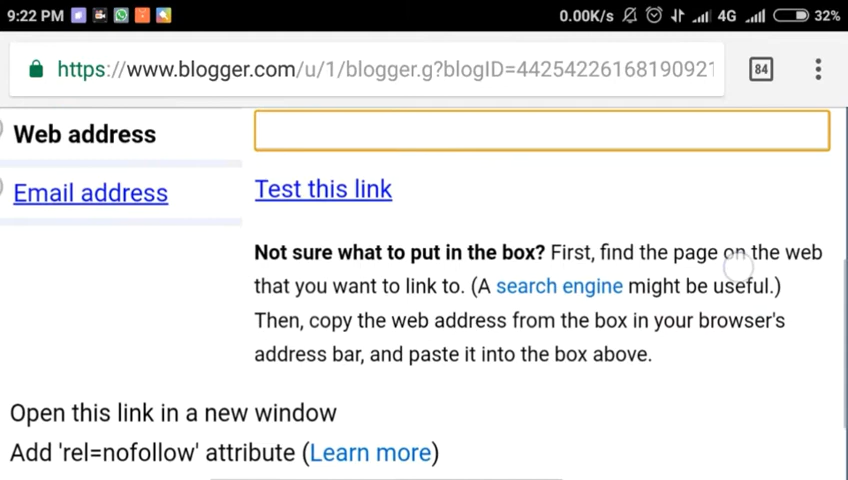 9:22 PM 0.00K/s 4G 32%
https://www.blogger.com/u/1/blogger.g?blogID=44254226168190921 84
Web address
Email address Test this link
Not sure what to put in the box? First, find the page on the web
that you want to link to. (A search engine might be useful.)
Then, copy the web address from the box in your browser's
address bar, and paste it into the box above.
Open this link in a new window
Add 'rel=nofollow' attribute (Learn more)